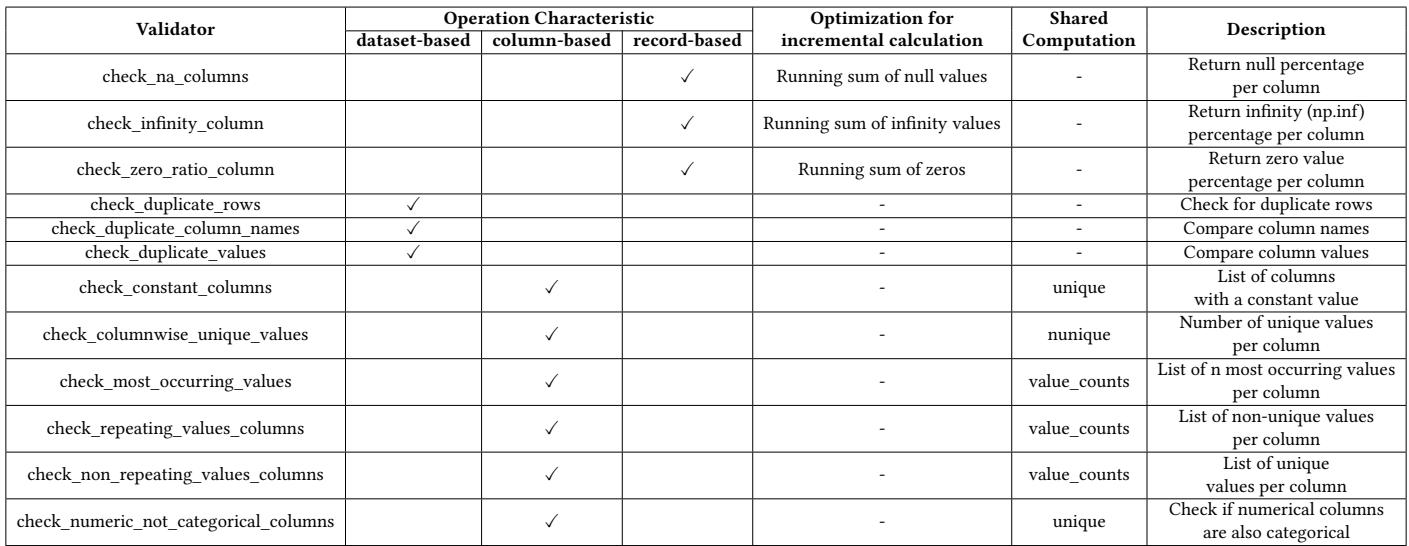 Validator Operation Characteristic Optimization for incremental calculation Shared Computation Description
dataset-based column-based record-based
check_na_columns ✓ Running sum of null values - Return null percentage per column
check_infinity_column ✓ Running sum of infinity values - Return infinity (np.inf) percentage per column
check_zero_ratio_column ✓ Running sum of zeros - Return zero value percentage per column
check_duplicate_rows ✓ - - Check for duplicate rows
check_duplicate_column_names ✓ - - Compare column names
check_duplicate_values ✓ - - Compare column values
check_constant_columns ✓ - unique List of columns with a constant value
check_columnwise_unique_values ✓ - nunique Number of unique values per column
check_most_occurring_values ✓ - value_counts List of n most occurring values per column
check_repeating_values_columns ✓ - value_counts List of non-unique values per column
check_non_repeating_values_columns ✓ - value_counts List of unique values per column
check_numeric_not_categorical_columns ✓ - unique Check if numerical columns are also categorical